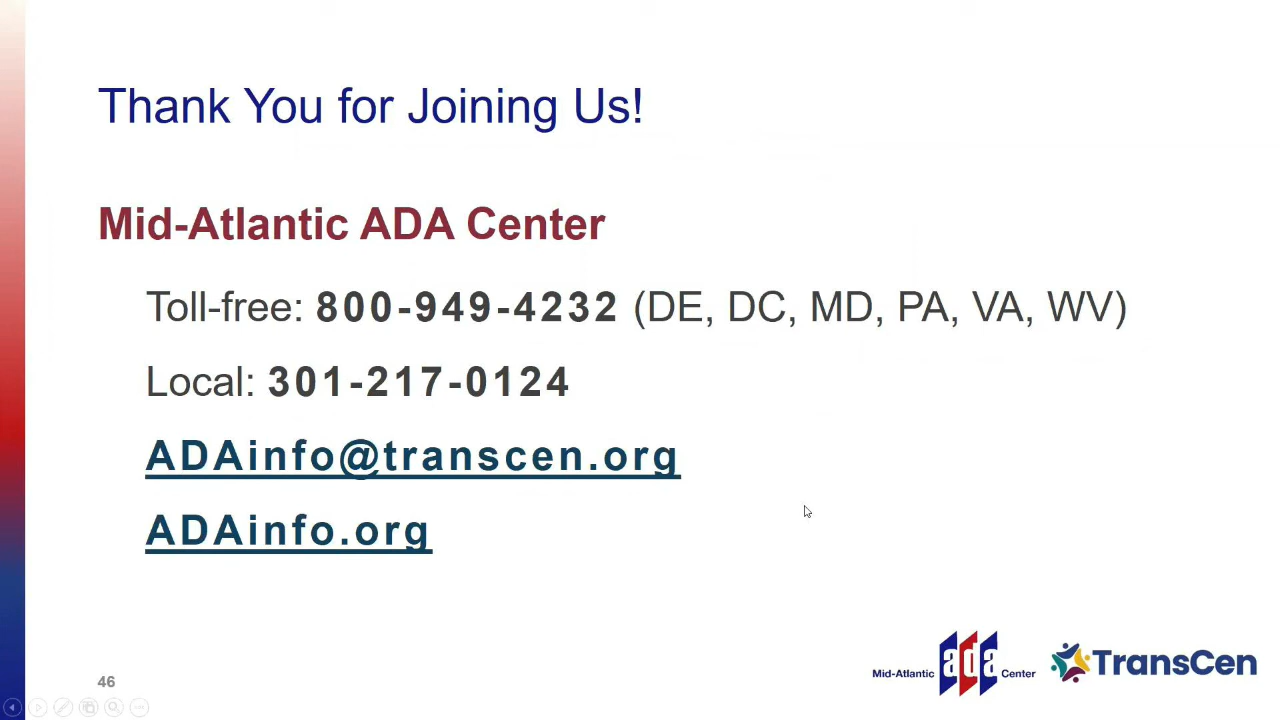 Thank You for Joining Us!
Mid-Atlantic ADA Center
Toll-free: 800-949-4232 (DE, DC, MD, PA, VA, WV)
Local: 301-217-0124
ADAinfo@transcen.org
ADAinfo.org
46
Mid-Atlantic ada Center
TransCen